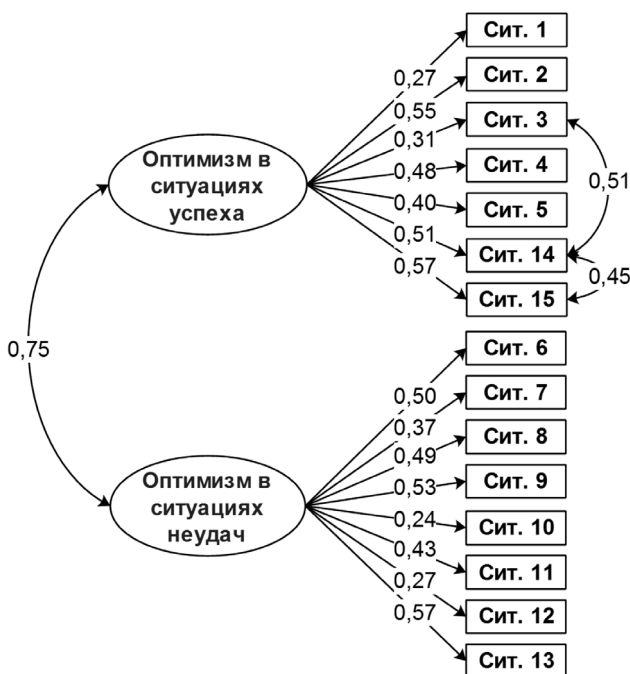 Сит. 1
0,27
Сит. 2
0,55
Сит. 3
0,31
Оптимизм в
ситуациях
успеха
Сит. 4
0,48
0,51
Сит. 5
0,40
Сит. 14
0,51
0,45
Сит. 15
0,57
0,75
Сит. 6
0,50
Сит. 7
0,37
Сит. 8
0,49
Оптимизм в
ситуациях
неудач
Сит. 9
0,53
Сит. 10
0,24
Сит. 11
0,43
Сит. 12
0,27
Сит. 13
0,57